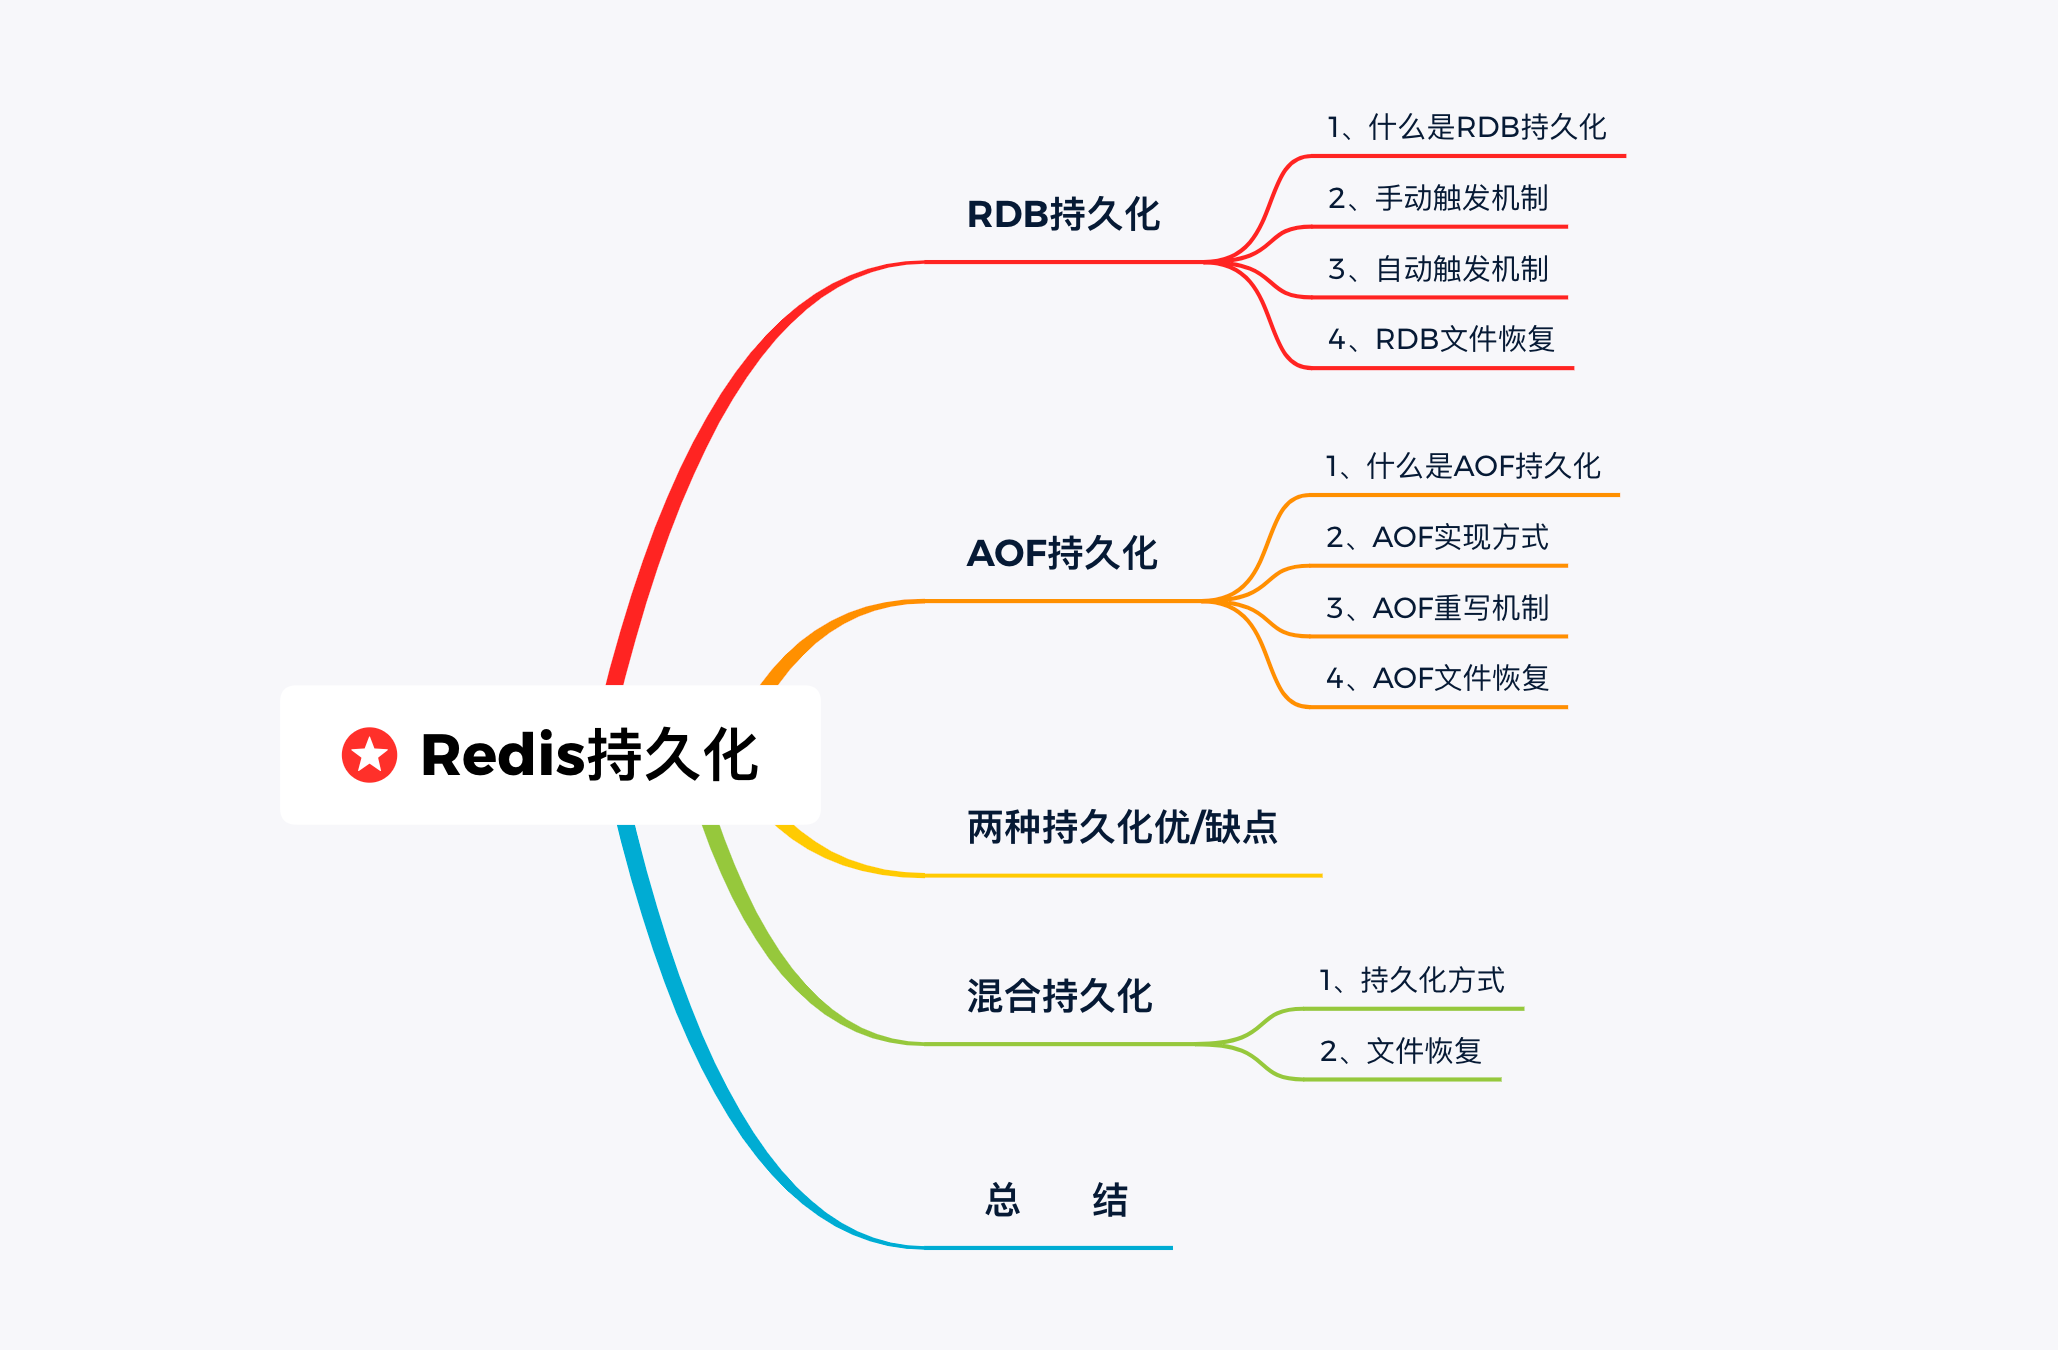 Redis持久化
RDB持久化
1、什么是RDB持久化
2、手动触发机制
3、自动触发机制
4、RDB文件恢复
AOF持久化
1、什么是AOF持久化
2、AOF实现方式
3、AOF重写机制
4、AOF文件恢复
两种持久化优/缺点
混合持久化
1、持久化方式
2、文件恢复
总 结